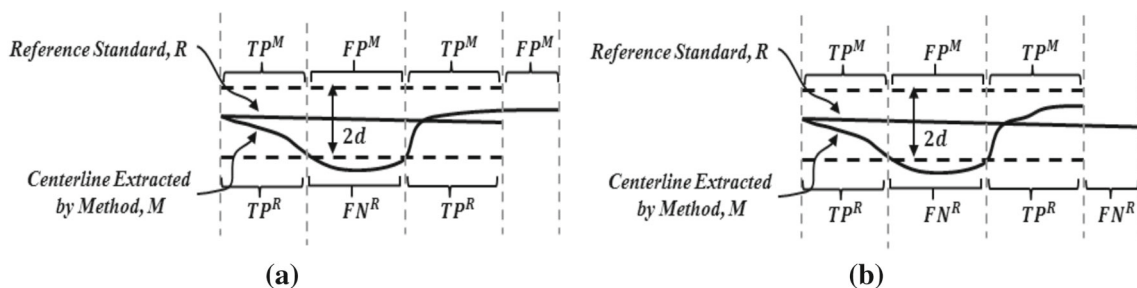 Reference Standard, R
TP^M FP^M TP^M FP^M
2d
Centerline Extracted
by Method, M
TP^R FN^R TP^R
(a)
Reference Standard, R
TP^M FP^M TP^M
2d
Centerline Extracted
by Method, M
TP^R FN^R TP^R FN^R
(b)